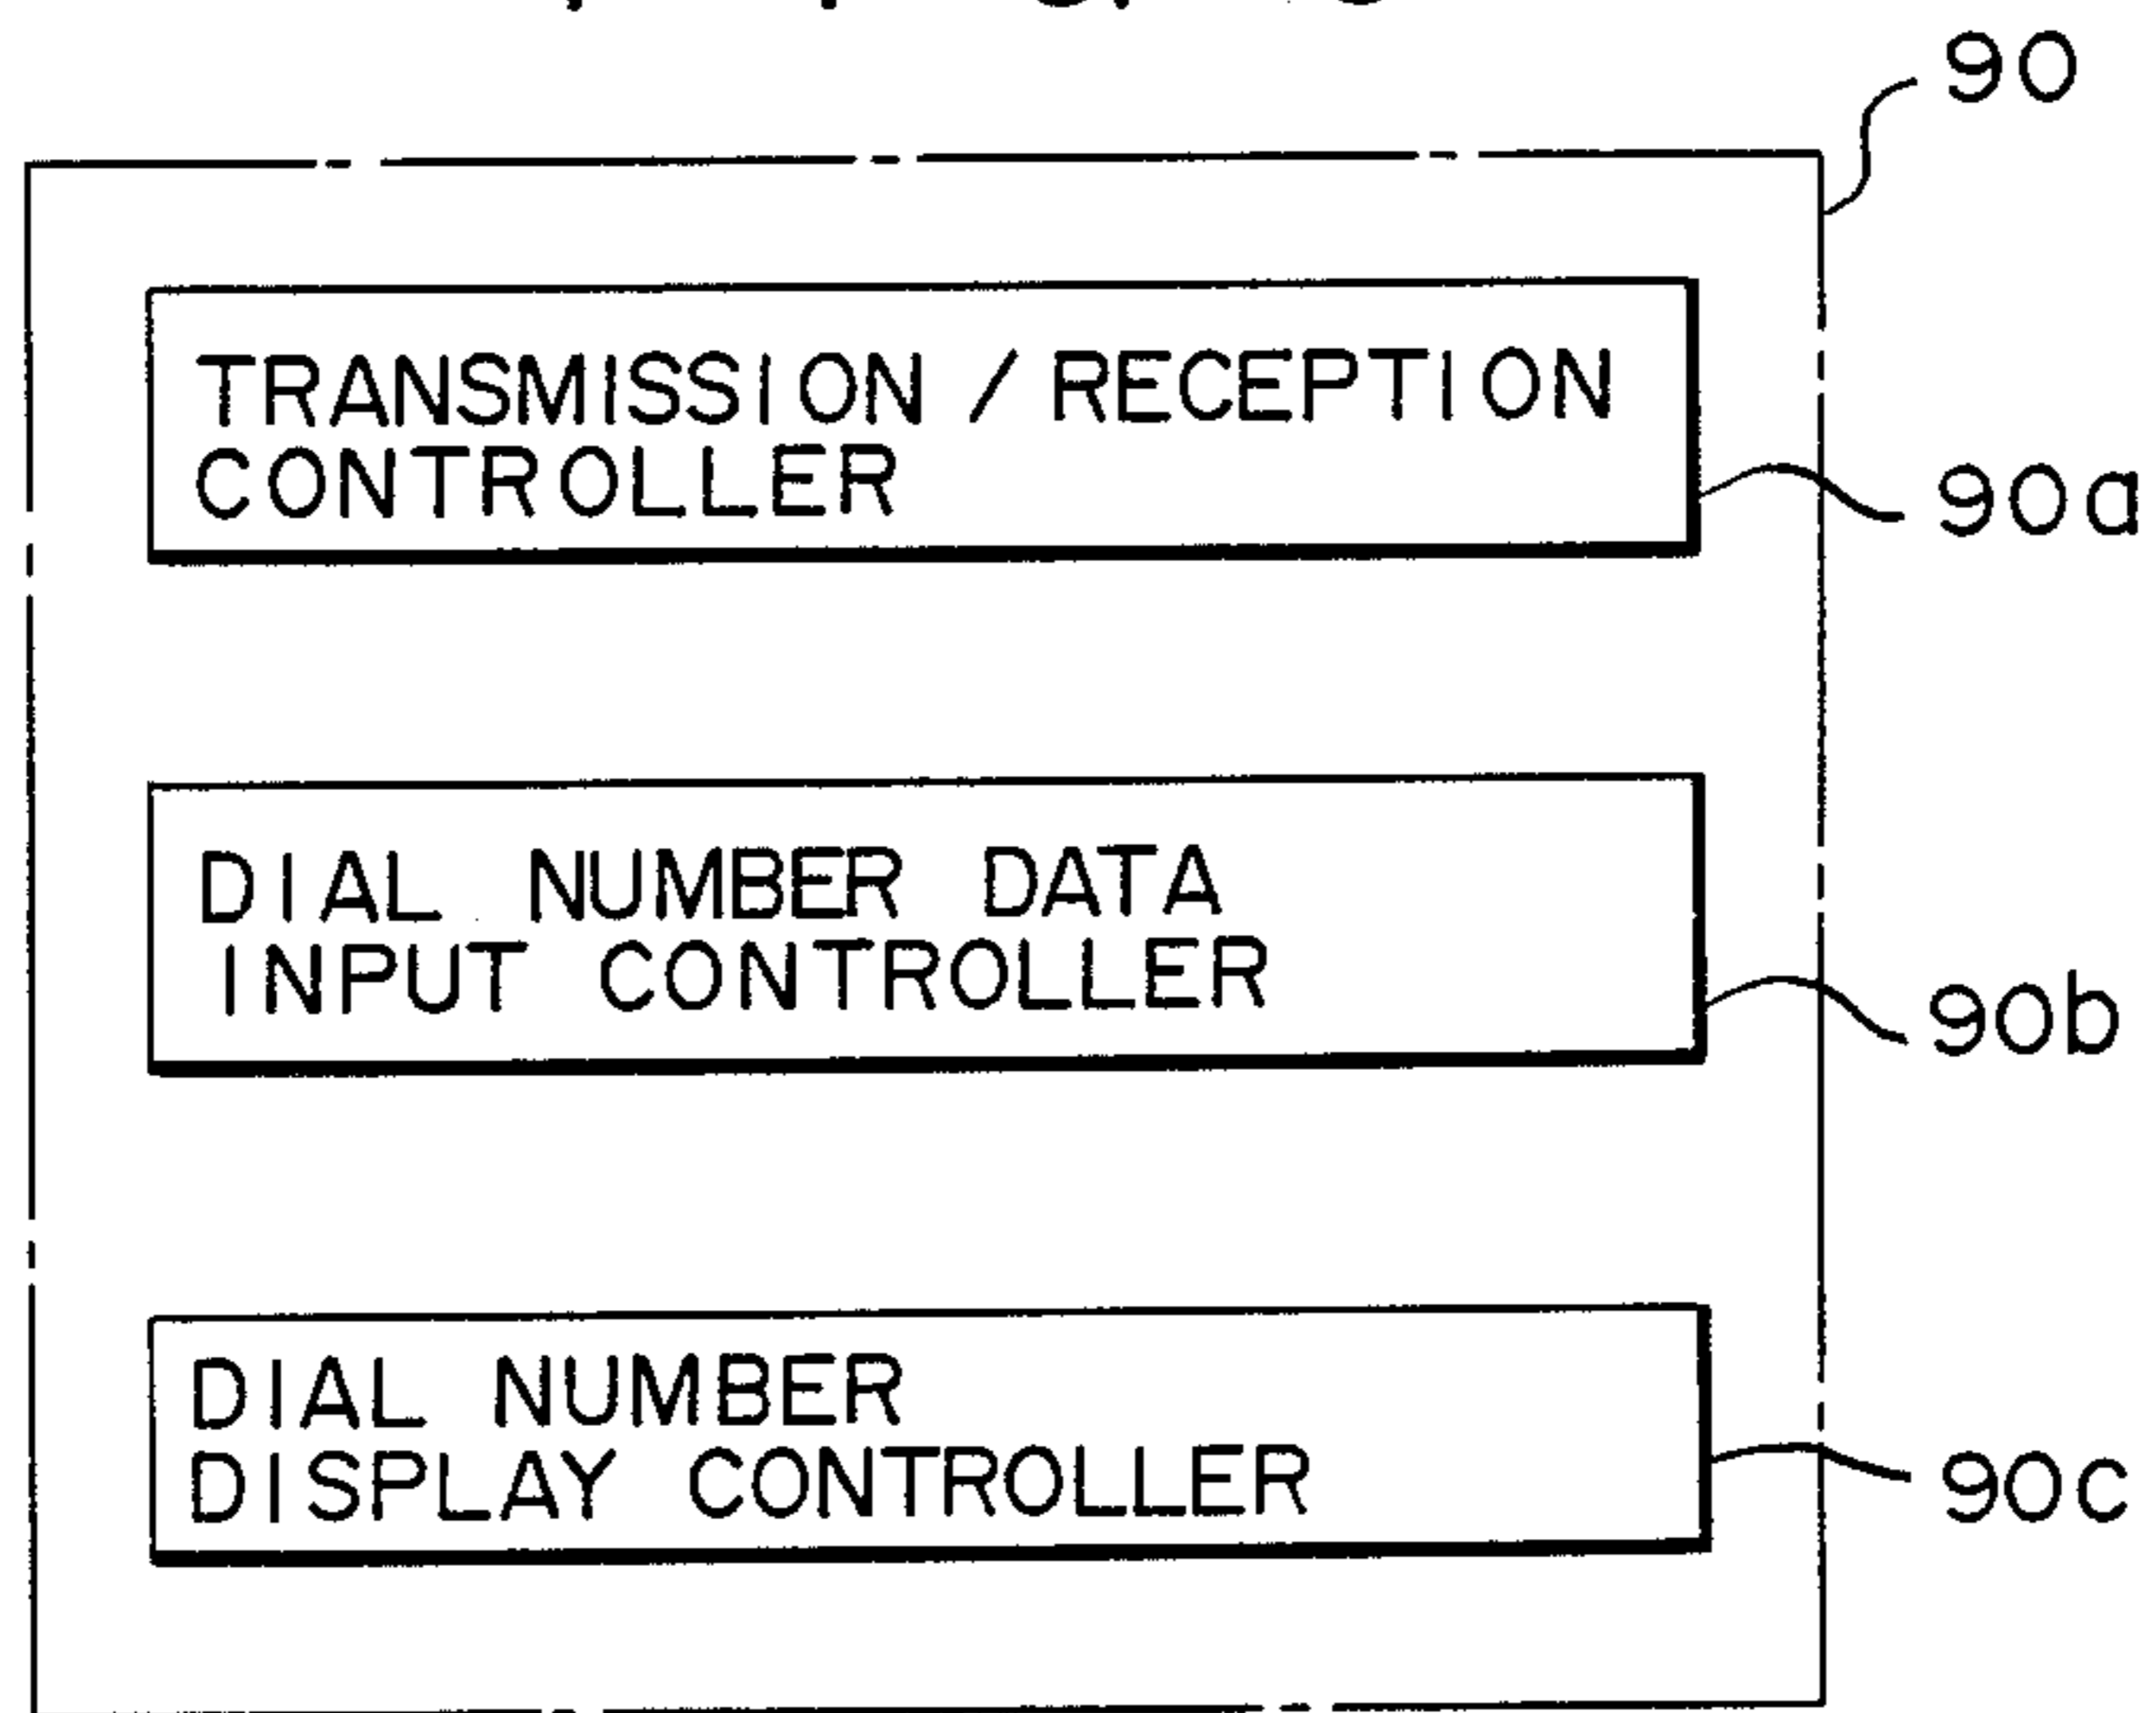 90
TRANSMISSION/RECEPTION
CONTROLLER
90a
DIAL NUMBER DATA
INPUT CONTROLLER
90b
DIAL NUMBER
DISPLAY CONTROLLER
90c